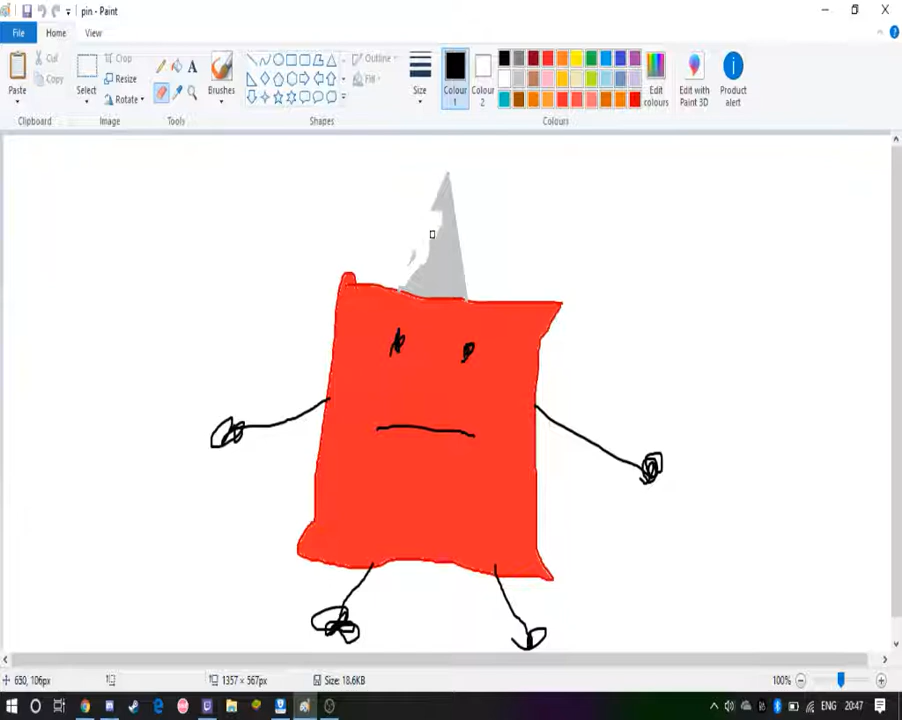 pin - Paint
File Home View
Paste
Cut
Copy
Clipboard
Select
Crop
Resize
Rotate
Image
Tools
Brushes
Shapes
Outline
Fill
Size
Colour 1
Colour 2
Edit colours
Colours
Edit with Paint 3D
Product alert
630, 106px
1357 × 567px
Size: 18.6KB
100%
ENG
20:47